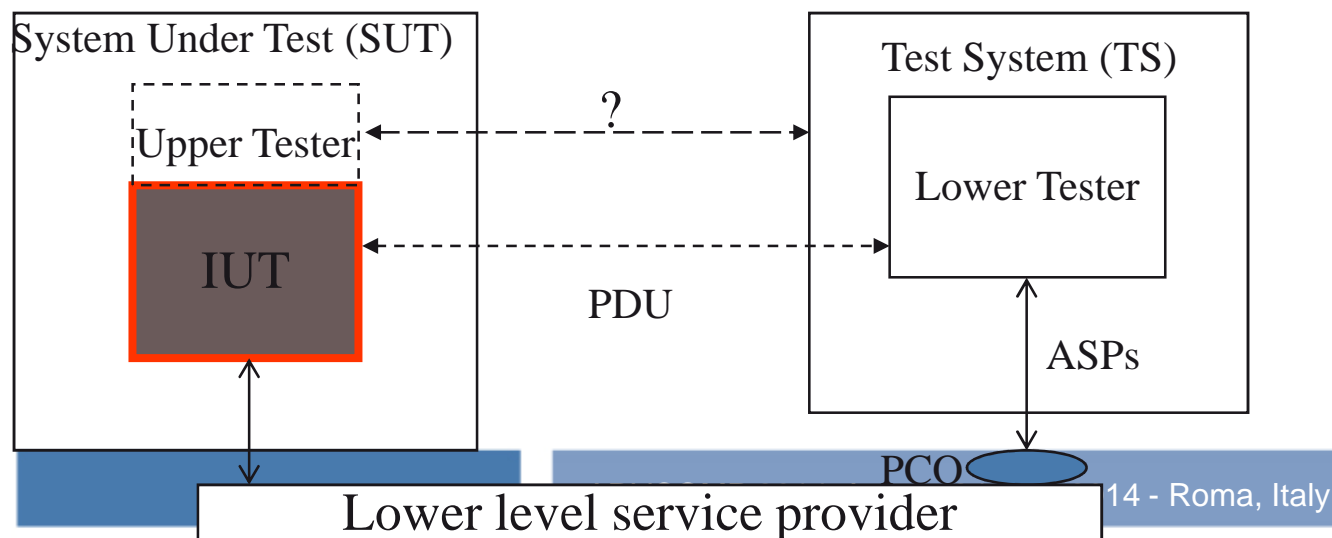 System Under Test (SUT)
Test System (TS)
?
Upper Tester
Lower Tester
IUT
PDU
ASPs
PCO
14 - Roma, Italy
Lower level service provider